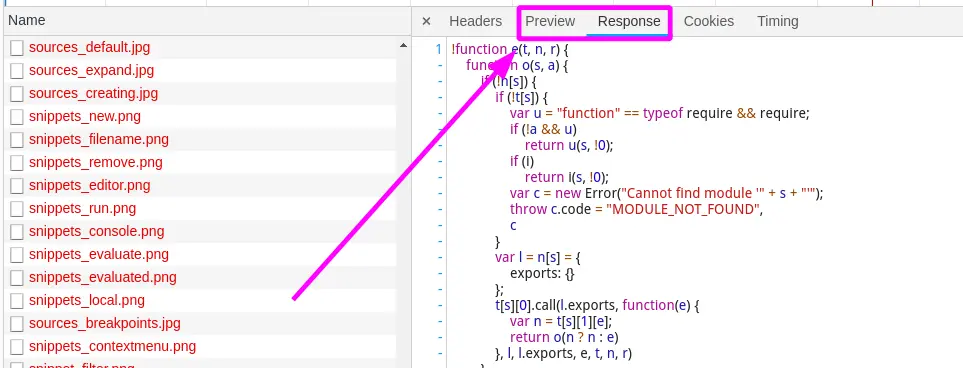 Name
× Headers Preview Response Cookies Timing
sources_default.jpg
sources_expand.jpg
sources_creating.jpg
snippets_new.png
snippets_filename.png
snippets_remove.png
snippets_editor.png
snippets_run.png
snippets_console.png
snippets_evaluate.png
snippets_evaluated.png
snippets_local.png
sources_breakpoints.jpg
snippets_contextmenu.png
snippet_filter.png
1 !function e(t, n, r) {
- function o(s, a) {
- if (!n[s]) {
- if (!t[s]) {
- var u = "function" == typeof require && require;
- if (!a && u)
- return u(s, !0);
- if (i)
- return i(s, !0);
- var c = new Error("Cannot find module '" + s + "'");
- throw c.code = "MODULE_NOT_FOUND",
- c
- }
- var l = n[s] = {
- exports: {}
- };
- t[s][0].call(l.exports, function(e) {
- var n = t[s][1][e];
- return o(n ? n : e)
- }, l, l.exports, e, t, n, r)
- }